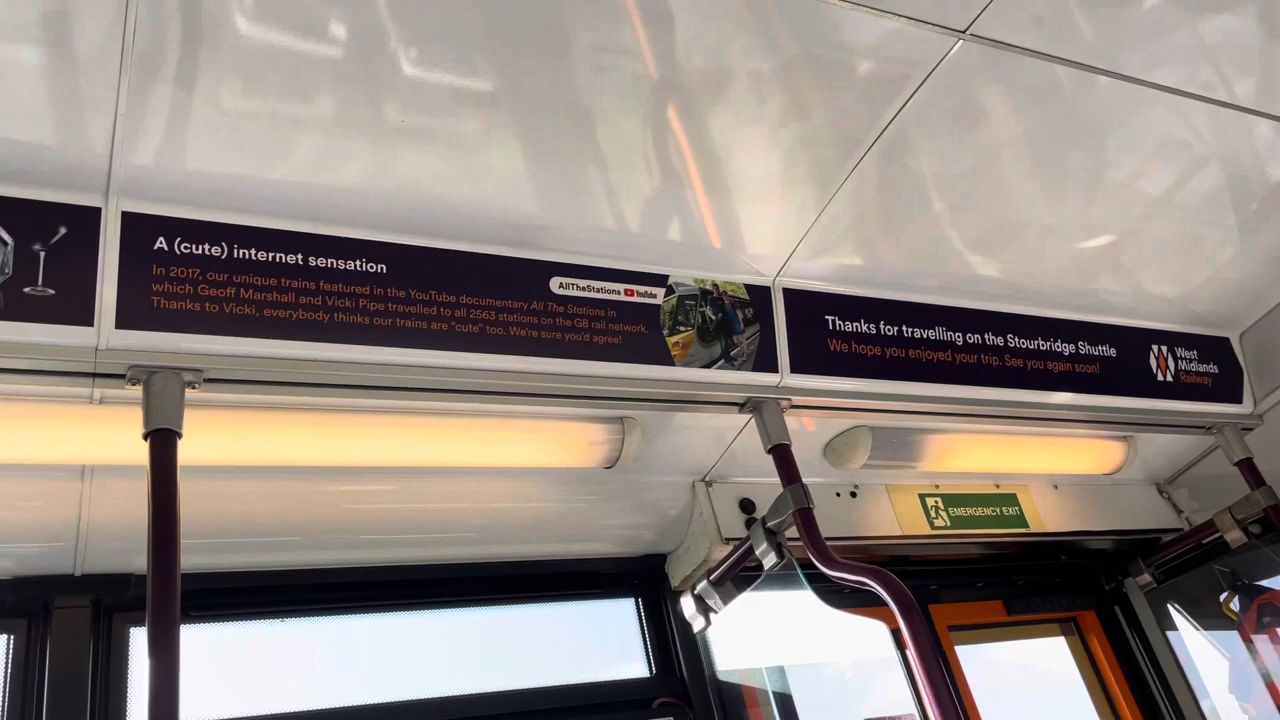 A (cute) internet sensation
In 2017, our unique trains featured in the YouTube documentary All The Stations in
which Geoff Marshall and Vicki Pipe travelled to all 2563 stations on the GB rail network.
Thanks to Vicki, everybody thinks our trains are "cute" too. We're sure you'd agree!
AllTheStations YouTube
Thanks for travelling on the Stourbridge Shuttle
We hope you enjoyed your trip. See you again soon!
West
Midlands
Railway
EMERGENCY EXIT